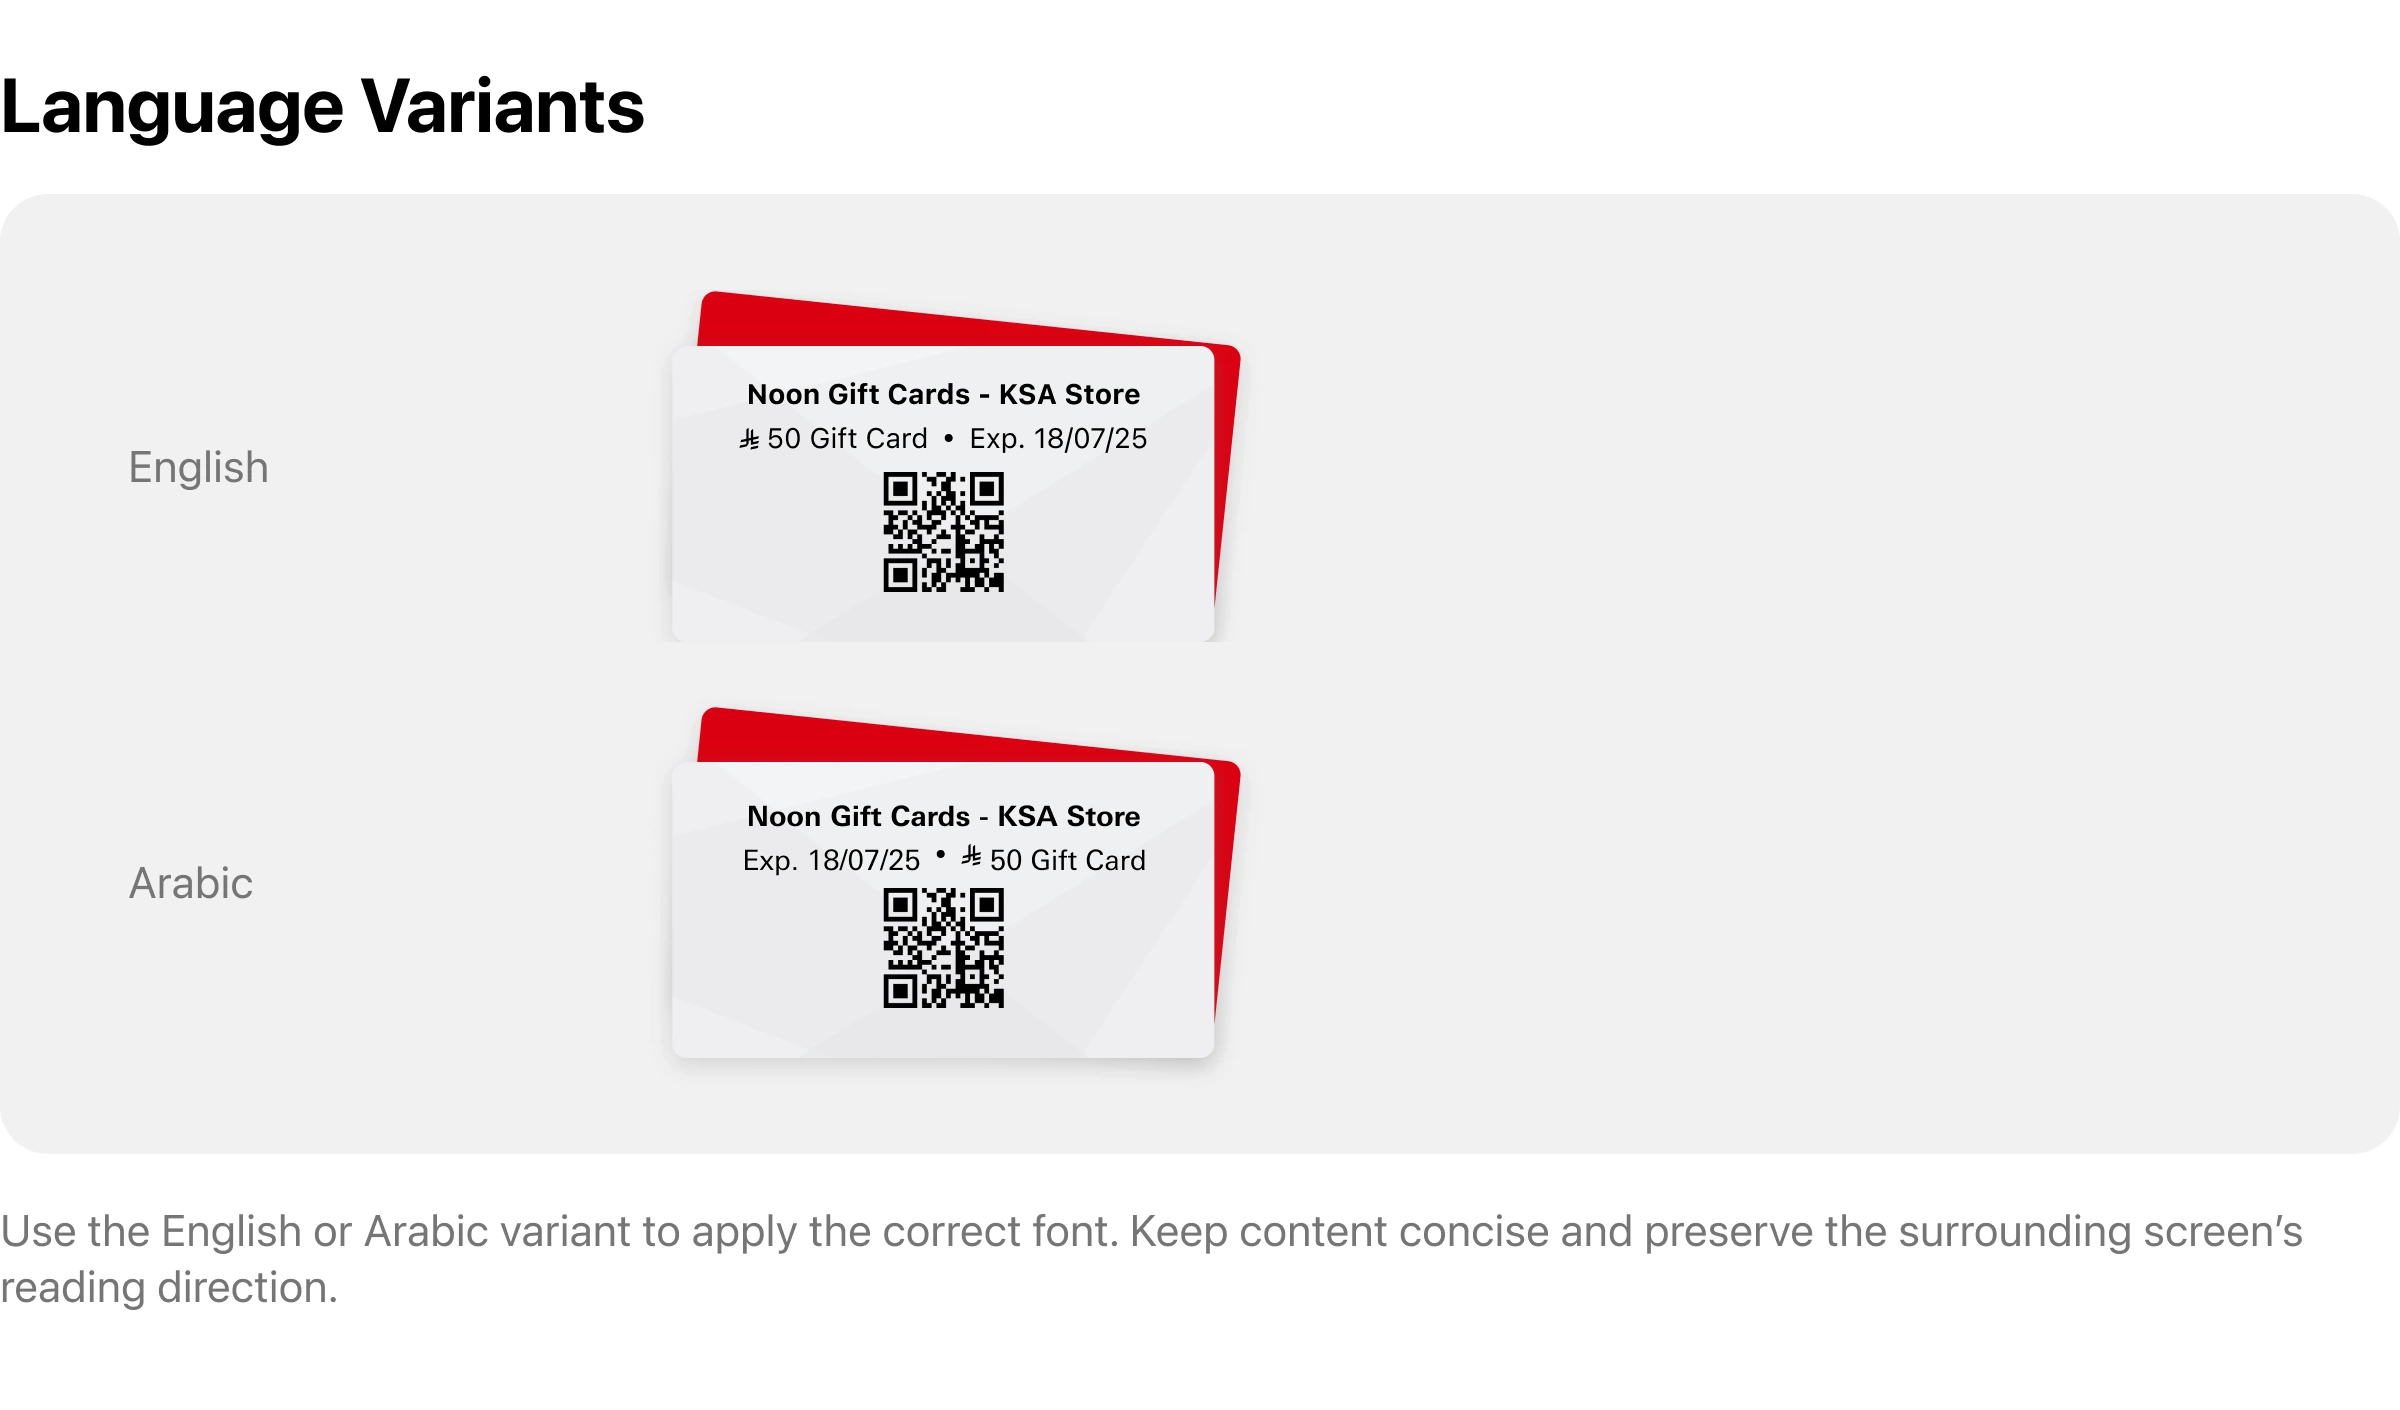 Language Variants
English
Noon Gift Cards - KSA Store
⃁ 50 Gift Card • Exp. 18/07/25
Arabic
Noon Gift Cards - KSA Store
Exp. 18/07/25 • ⃁ 50 Gift Card
Use the English or Arabic variant to apply the correct font. Keep content concise and preserve the surrounding screen’s
reading direction.